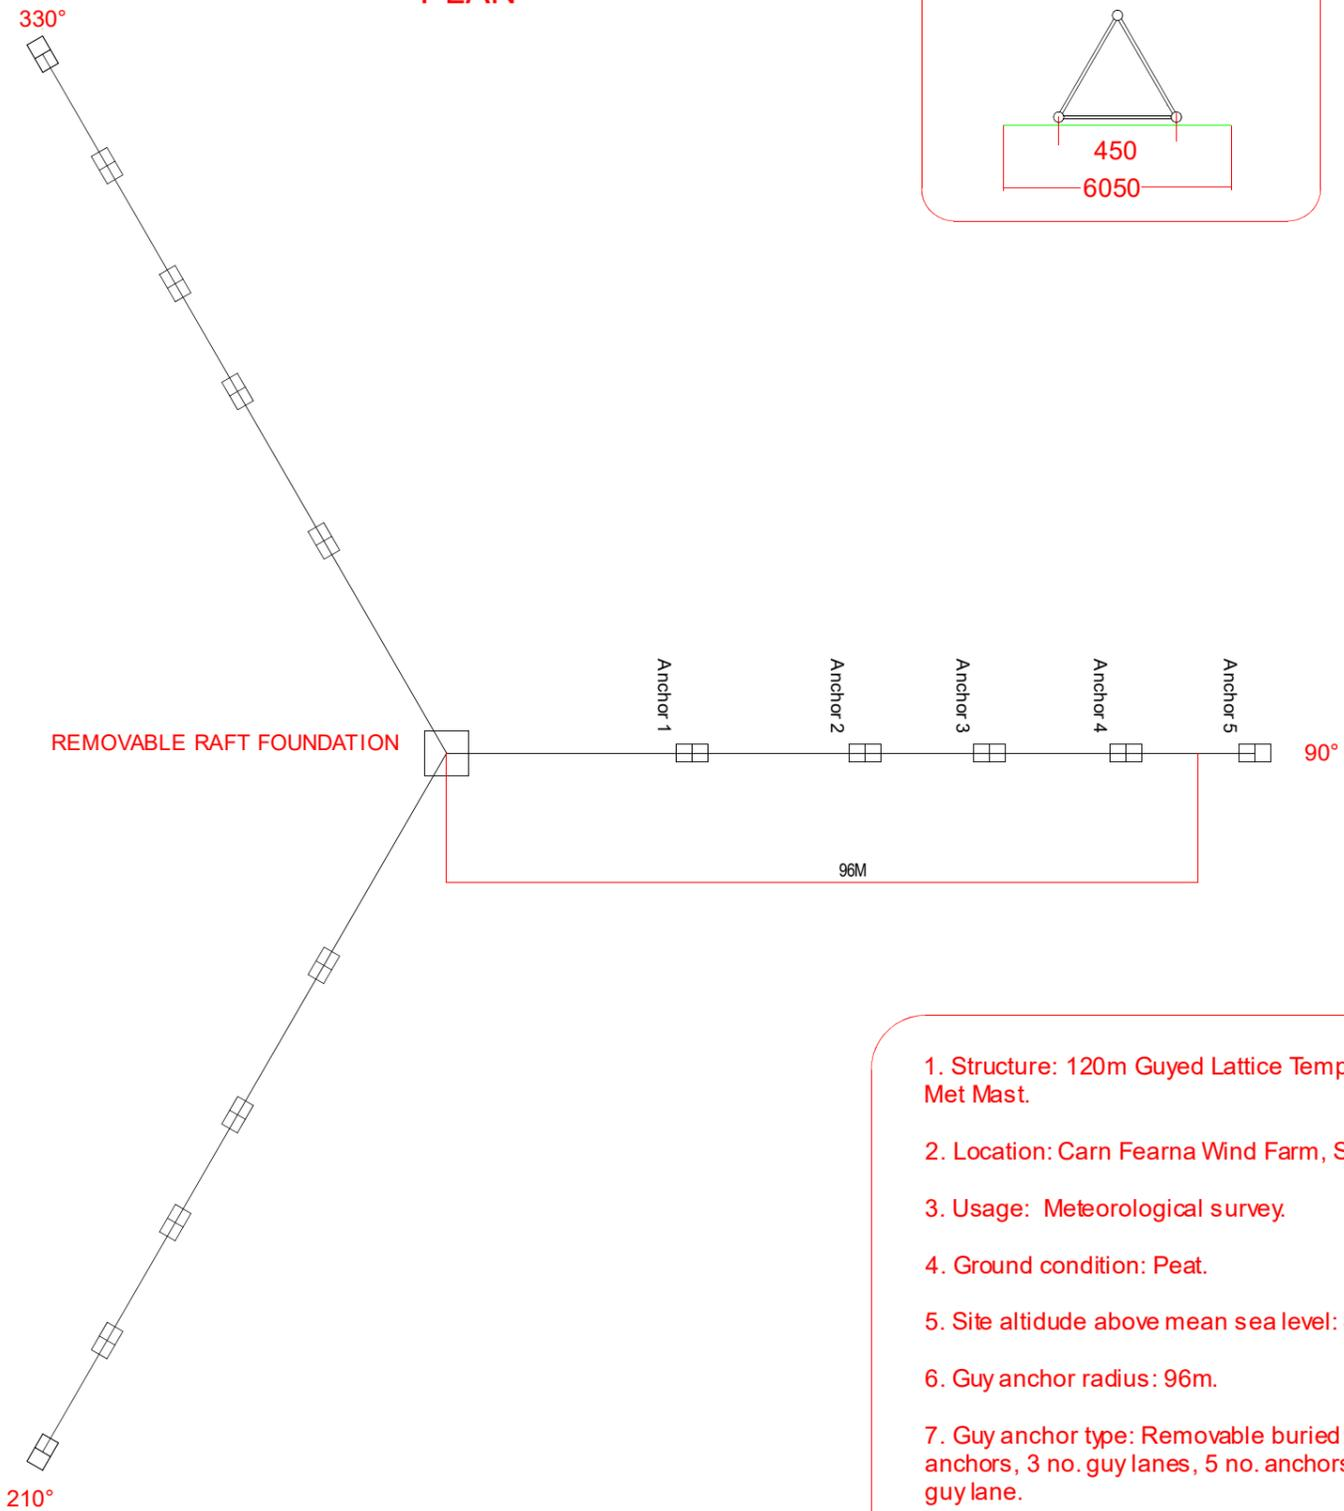 PLAN
330°
450
6050
Anchor 1
Anchor 2
Anchor 3
Anchor 4
Anchor 5
REMOVABLE RAFT FOUNDATION
90°
96M
1. Structure: 120m Guyed Lattice Temp
Met Mast.
2. Location: Carn Fearna Wind Farm, S
3. Usage: Meteorological survey.
4. Ground condition: Peat.
5. Site altidude above mean sea level:
6. Guy anchor radius: 96m.
7. Guy anchor type: Removable buried
anchors, 3 no. guy lanes, 5 no. anchors
guy lane.
210°